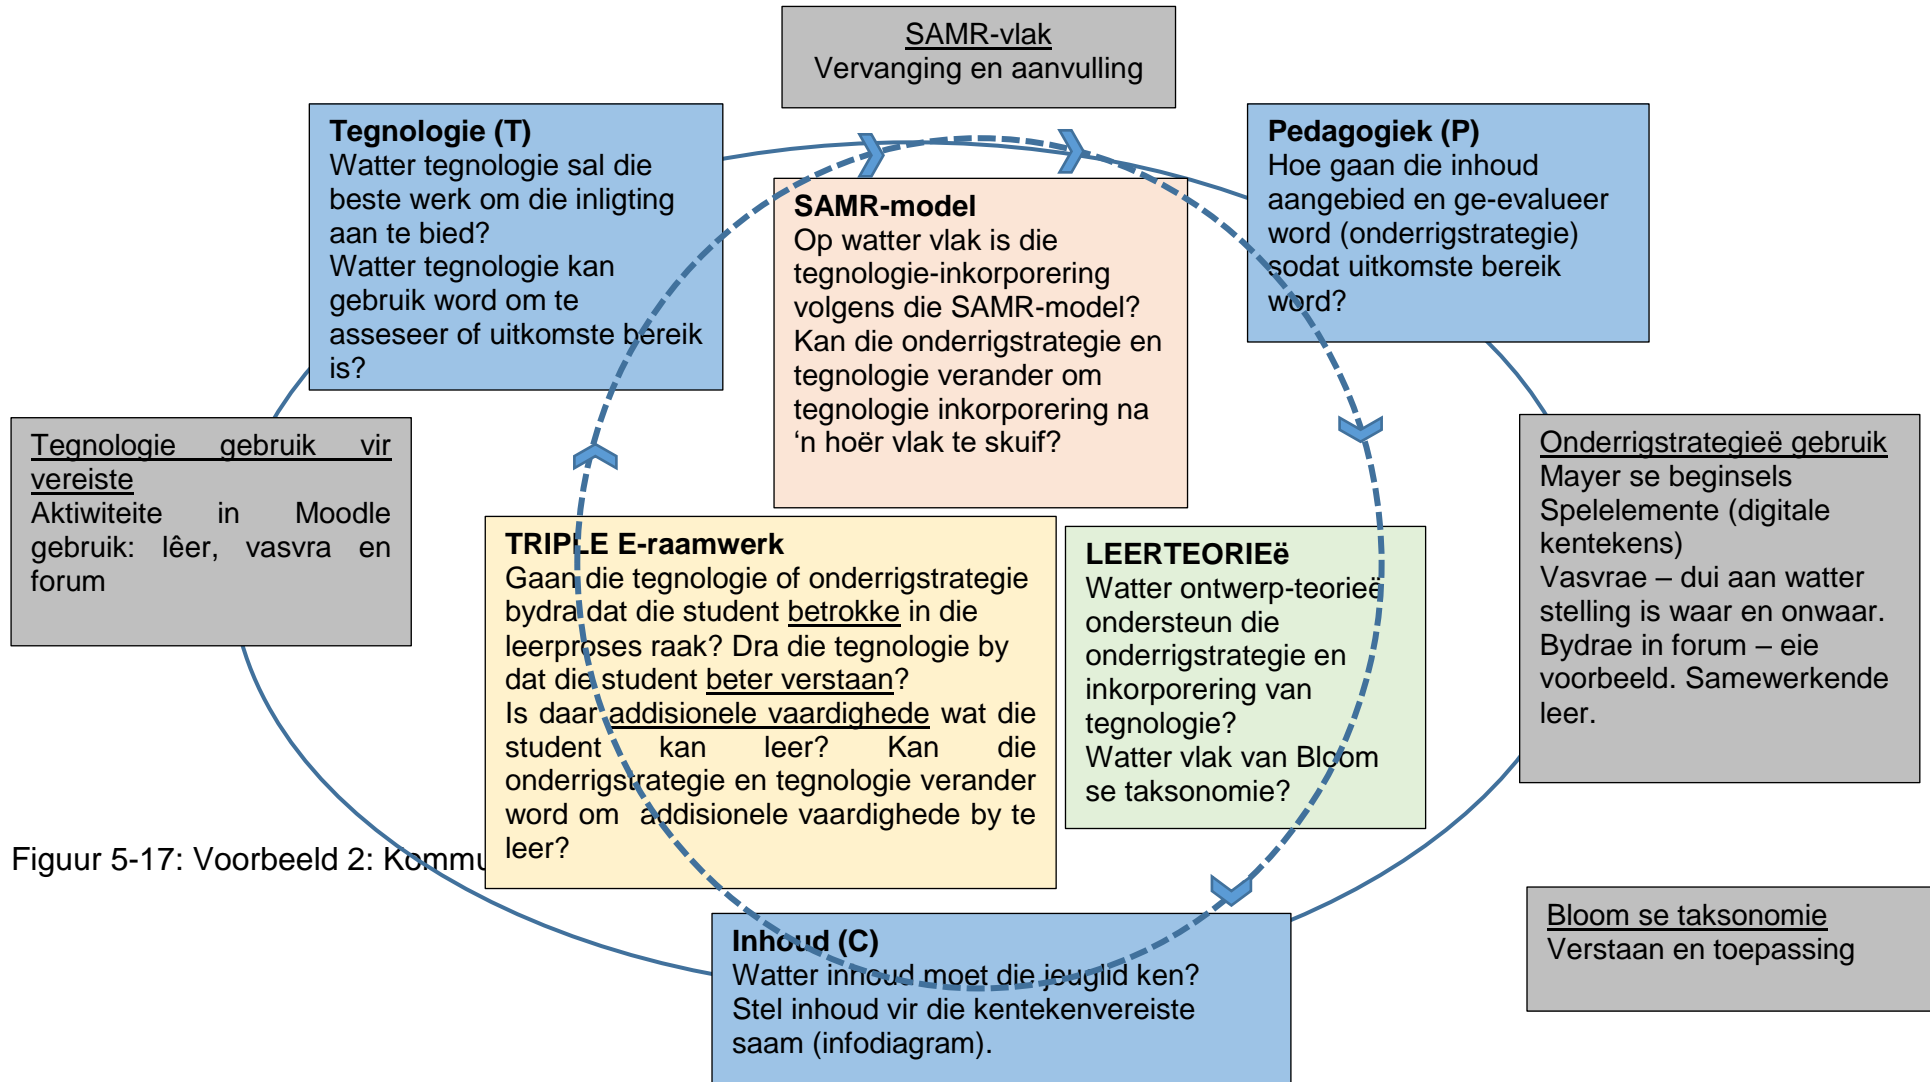 SAMR-vlak
Vervanging en aanvulling
Tegnologie (T)
Watter tegnologie sal die
beste werk om die inligting
aan te bied?
Watter tegnologie kan
gebruik word om te
asseseer of uitkomste bereik
is?
SAMR-model
Op watter vlak is die
tegnologie-inkorporering
volgens die SAMR-model?
Kan die onderrigstrategie en
tegnologie verander om
tegnologie inkorporering na
‘n hoër vlak te skuif?
Pedagogiek (P)
Hoe gaan die inhoud
aangebied en ge-evalueer
word (onderrigstrategie)
sodat uitkomste bereik
word?
Tegnologie gebruik vir
vereiste
Aktiwiteite in Moodle
gebruik: lêer, vasvra en
forum
TRIPLE E-raamwerk
Gaan die tegnologie of onderrigstrategie
bydra dat die student betrokke in die
leerproses raak? Dra die tegnologie by
dat die student beter verstaan?
Is daar addisionele vaardighede wat die
student kan leer? Kan die
onderrigstrategie en tegnologie verander
word om addisionele vaardighede by te
leer?
LEERTEORIEë
Watter ontwerp-teorieë
ondersteun die
onderrigstrategie en
inkorporering van
tegnologie?
Watter vlak van Bloom
se taksonomie?
Onderrigstrategieë gebruik
Mayer se beginsels
Spelelemente (digitale
kentekens)
Vasvrae – dui aan watter
stelling is waar en onwaar.
Bydrae in forum – eie
voorbeeld. Samewerkende
leer.
Figuur 5-17: Voorbeeld 2:
Inhoud (C)
Watter inhoud moet die jeuglid ken?
Stel inhoud vir die kentekenvereiste
saam (infodiagram).
Bloom se taksonomie
Verstaan en toepassing